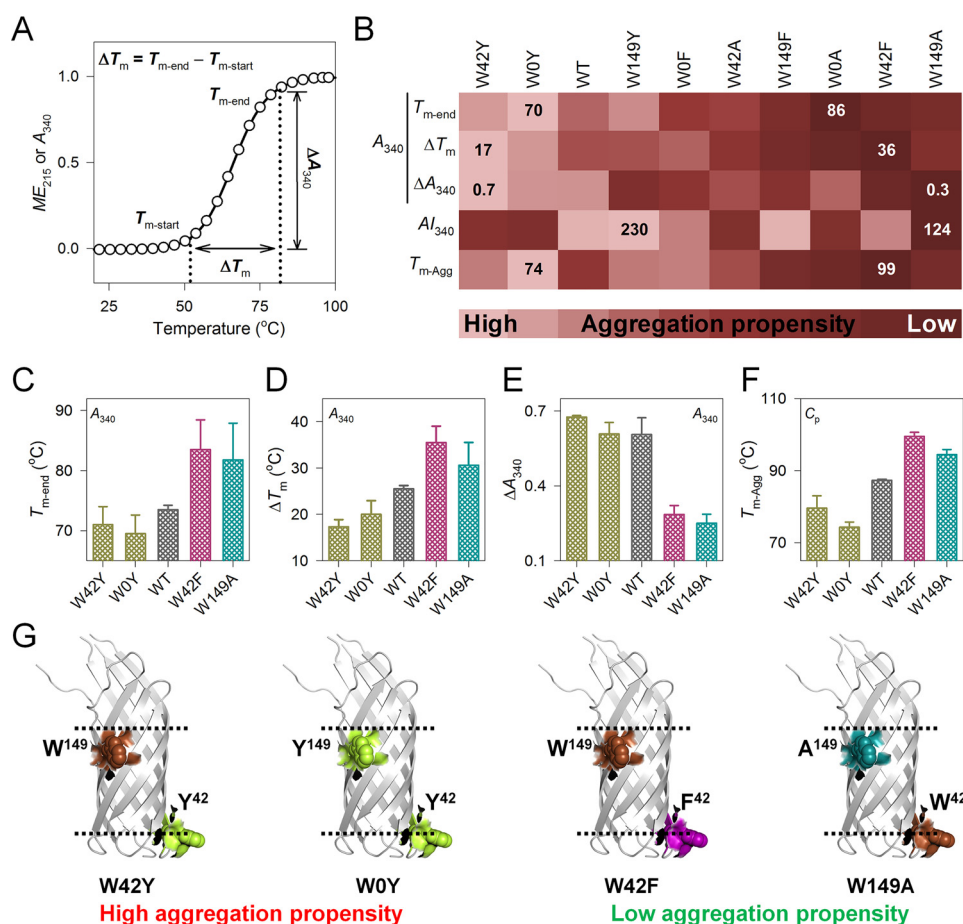 A
ΔTm = Tm-end – Tm-start
Tm-end
Tm-start
ΔA340
ΔTm
ME215 or A340
1.0
0.5
0.0
25 50 75 100
Temperature (oC)
B
W42Y W0Y WT W149Y W0F W42A W149F W0A W42F W149A
A340
Tm-end 70 86
ΔTm 17 36
ΔA340 0.7 0.3
AI340 230 124
Tm-Agg 74 99
High Aggregation propensity Low
C
A340
Tm-end (oC)
90
80
70
W42Y W0Y WT W42F W149A
D
A340
ΔTm (oC)
40
30
20
10
W42Y W0Y WT W42F W149A
E
A340
ΔA340
0.7
0.4
0.1
W42Y W0Y WT W42F W149A
F
Cp
Tm-Agg (oC)
110
90
70
W42Y W0Y WT W42F W149A
G
W149 Y149 W149 A149
Y42 Y42 F42 W42
W42Y W0Y W42F W149A
High aggregation propensity Low aggregation propensity